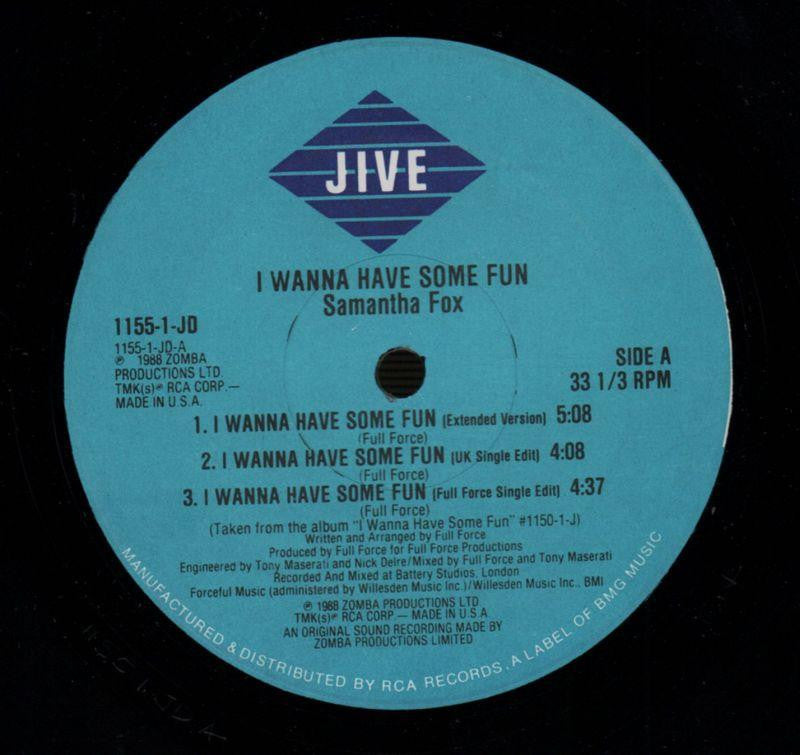 JIVE
I WANNA HAVE SOME FUN
Samantha Fox
1155-1-JD
1155-1-JD-A
℗ 1988 ZOMBA
PRODUCTIONS LTD.
TMK(s)® RCA CORP.—
MADE IN U.S.A.
SIDE A
33 1/3 RPM
1. I WANNA HAVE SOME FUN (Extended Version) 5:08
(Full Force)
2. I WANNA HAVE SOME FUN (UK Single Edit) 4:08
(Full Force)
3. I WANNA HAVE SOME FUN (Full Force Single Edit) 4:37
(Full Force)
(Taken from the album "I Wanna Have Some Fun" #1150-1-J)
Written and Arranged by Full Force
Produced by Full Force for Full Force Productions
Engineered by Tony Maserati and Nick Delre/Mixed by Full Force and Tony Maserati
Recorded And Mixed at Battery Studios, London
Forceful Music (administered by Willesden Music Inc.)/Willesden Music Inc., BMI
℗ 1988 ZOMBA PRODUCTIONS LTD
TMK(s)® RCA CORP.— MADE IN U.S.A.
AN ORIGINAL SOUND RECORDING MADE BY
ZOMBA PRODUCTIONS LIMITED
MANUFACTURED & DISTRIBUTED BY RCA RECORDS. A LABEL OF BMG MUSIC